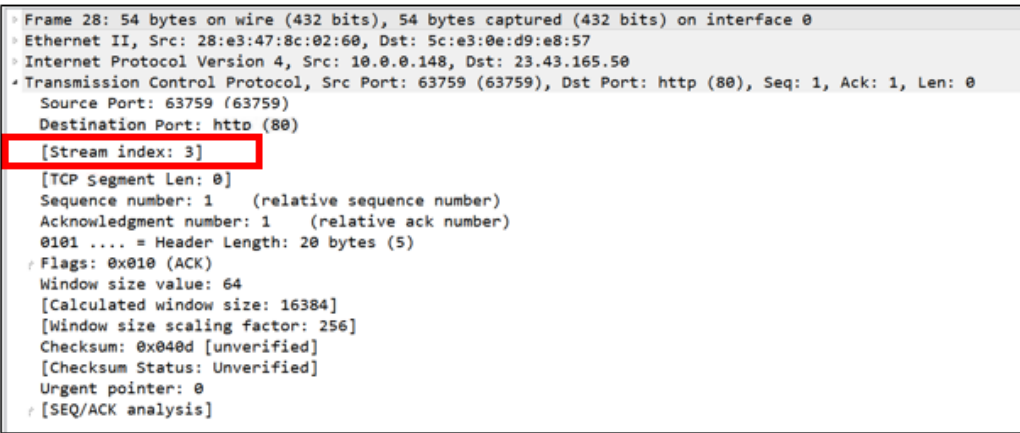 Frame 28: 54 bytes on wire (432 bits), 54 bytes captured (432 bits) on interface 0
Ethernet II, Src: 28:e3:47:8c:02:60, Dst: 5c:e3:0e:d9:e8:57
Internet Protocol Version 4, Src: 10.0.0.148, Dst: 23.43.165.50
Transmission Control Protocol, Src Port: 63759 (63759), Dst Port: http (80), Seq: 1, Ack: 1, Len: 0
Source Port: 63759 (63759)
Destination Port: http (80)
[Stream index: 3]
[TCP Segment Len: 0]
Sequence number: 1    (relative sequence number)
Acknowledgment number: 1    (relative ack number)
0101 .... = Header Length: 20 bytes (5)
Flags: 0x010 (ACK)
Window size value: 64
[Calculated window size: 16384]
[Window size scaling factor: 256]
Checksum: 0x040d [unverified]
[Checksum Status: Unverified]
Urgent pointer: 0
[SEQ/ACK analysis]